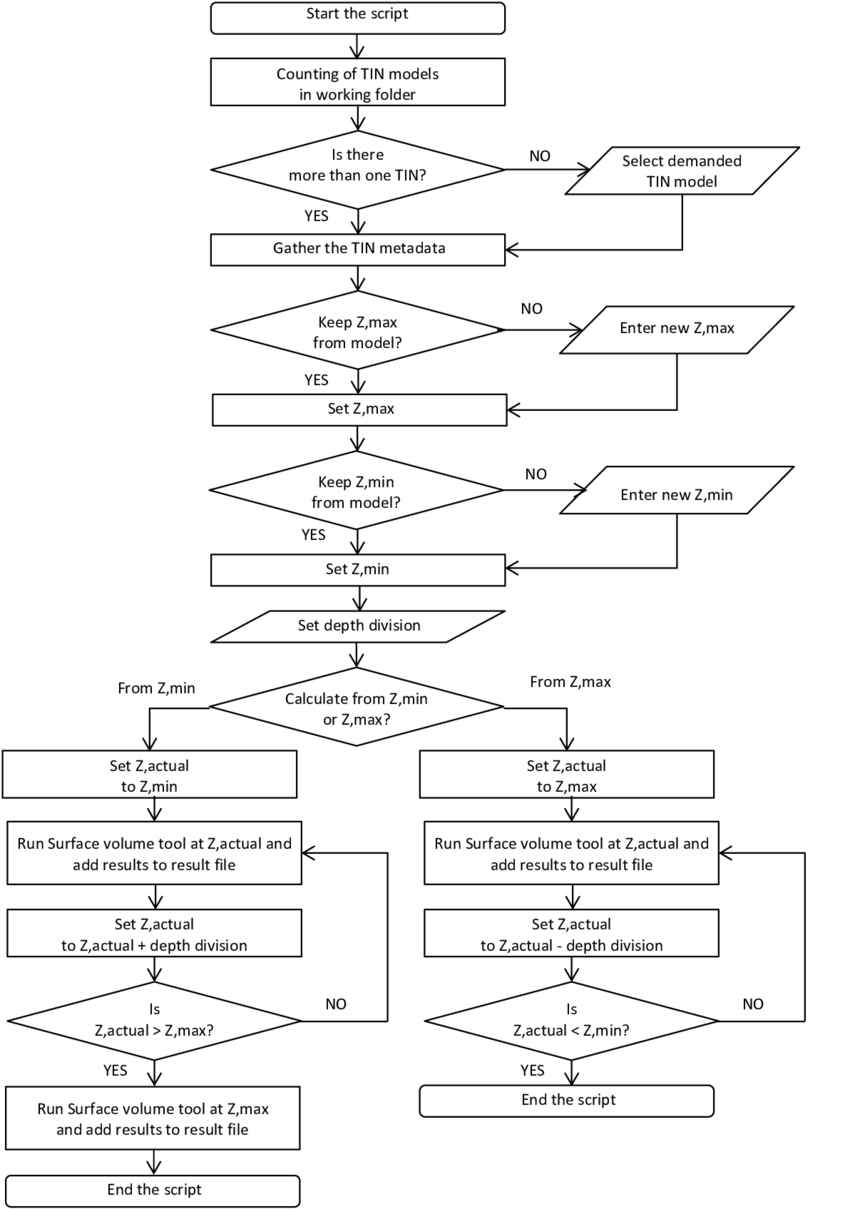 Start the script
Counting of TIN models
in working folder
Is there
more than one TIN?
NO
Select demanded
TIN model
YES
Gather the TIN metadata
Keep Z,max
from model?
NO
Enter new Z,max
YES
Set Z,max
Keep Z,min
from model?
NO
Enter new Z,min
YES
Set Z,min
Set depth division
Calculate from Z,min
or Z,max?
From Z,min
From Z,max
Set Z,actual
to Z,min
Run Surface volume tool at Z,actual and
add results to result file
Set Z,actual
to Z,actual + depth division
Is
Z,actual > Z,max?
NO
YES
Run Surface volume tool at Z,max
and add results to result file
End the script
Set Z,actual
to Z,max
Run Surface volume tool at Z,actual and
add results to result file
Set Z,actual
to Z,actual - depth division
Is
Z,actual < Z,min?
NO
YES
End the script